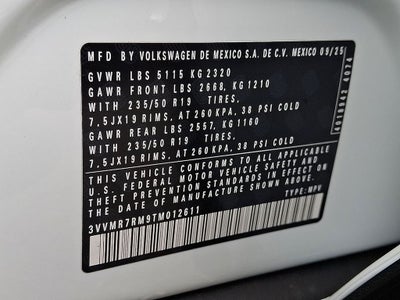 MFD BY VOLKSWAGEN DE MEXICO S.A. DE C.V. MEXICO 09/25
GVWR LBS 5115 KG 2320
GAWR FRONT LBS 2668, KG 1210
WITH 235/50 R19 TIRES.
7,5JX19 RIMS, AT 260 KPA, 38 PSI COLD
GAWR REAR LBS 2557, KG 1160
WITH 235/50 R19 TIRES.
7,5JX19 RIMS, AT 260 KPA, 38 PSI COLD
THIS VEHICLE CONFORMS TO ALL APPLICABLE
U.S. FEDERAL MOTOR VEHICLE SAFETY AND
THEFT PREVENTION STANDARDS IN EFFECT ON
THE DATE OF MANUFACTURE SHOWN ABOVE.
TYPE: MPV
3VVMR7RM9TM012611